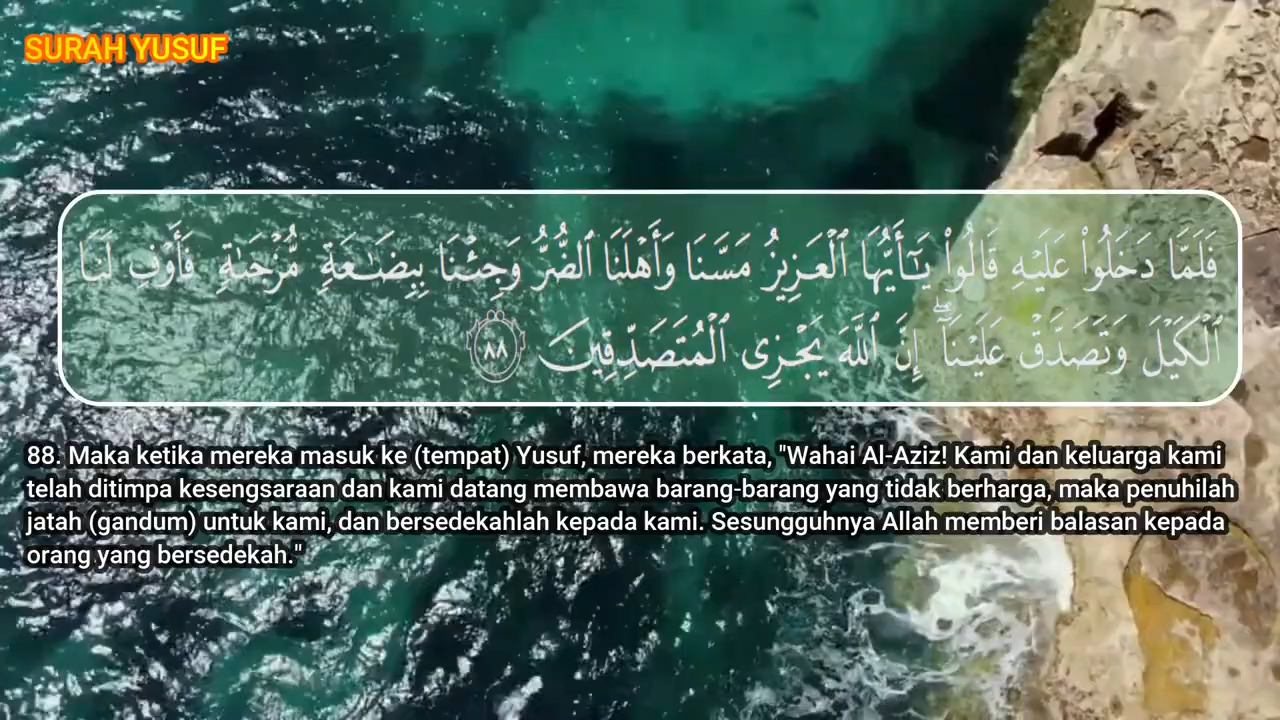 SURAH YUSUF
فَلَمَّا دَخَلُوا۟ عَلَيْهِ قَالُوا۟ يَـٰٓأَيُّهَا ٱلْعَزِيزُ مَسَّنَا وَأَهْلَنَا ٱلضُّرُّ وَجِئْنَا بِبِضَـٰعَةٍ مُّزْجَىٰةٍ فَأَوْفِ لَنَا
ٱلْكَيْلَ وَتَصَدَّقْ عَلَيْنَآ ۖ إِنَّ ٱللَّهَ يَجْزِى ٱلْمُتَصَدِّقِينَ ٨٨
88. Maka ketika mereka masuk ke (tempat) Yusuf, mereka berkata, "Wahai Al-Aziz! Kami dan keluarga kami
telah ditimpa kesengsaraan dan kami datang membawa barang-barang yang tidak berharga, maka penuhilah
jatah (gandum) untuk kami, dan bersedekahlah kepada kami. Sesungguhnya Allah memberi balasan kepada
orang yang bersedekah."